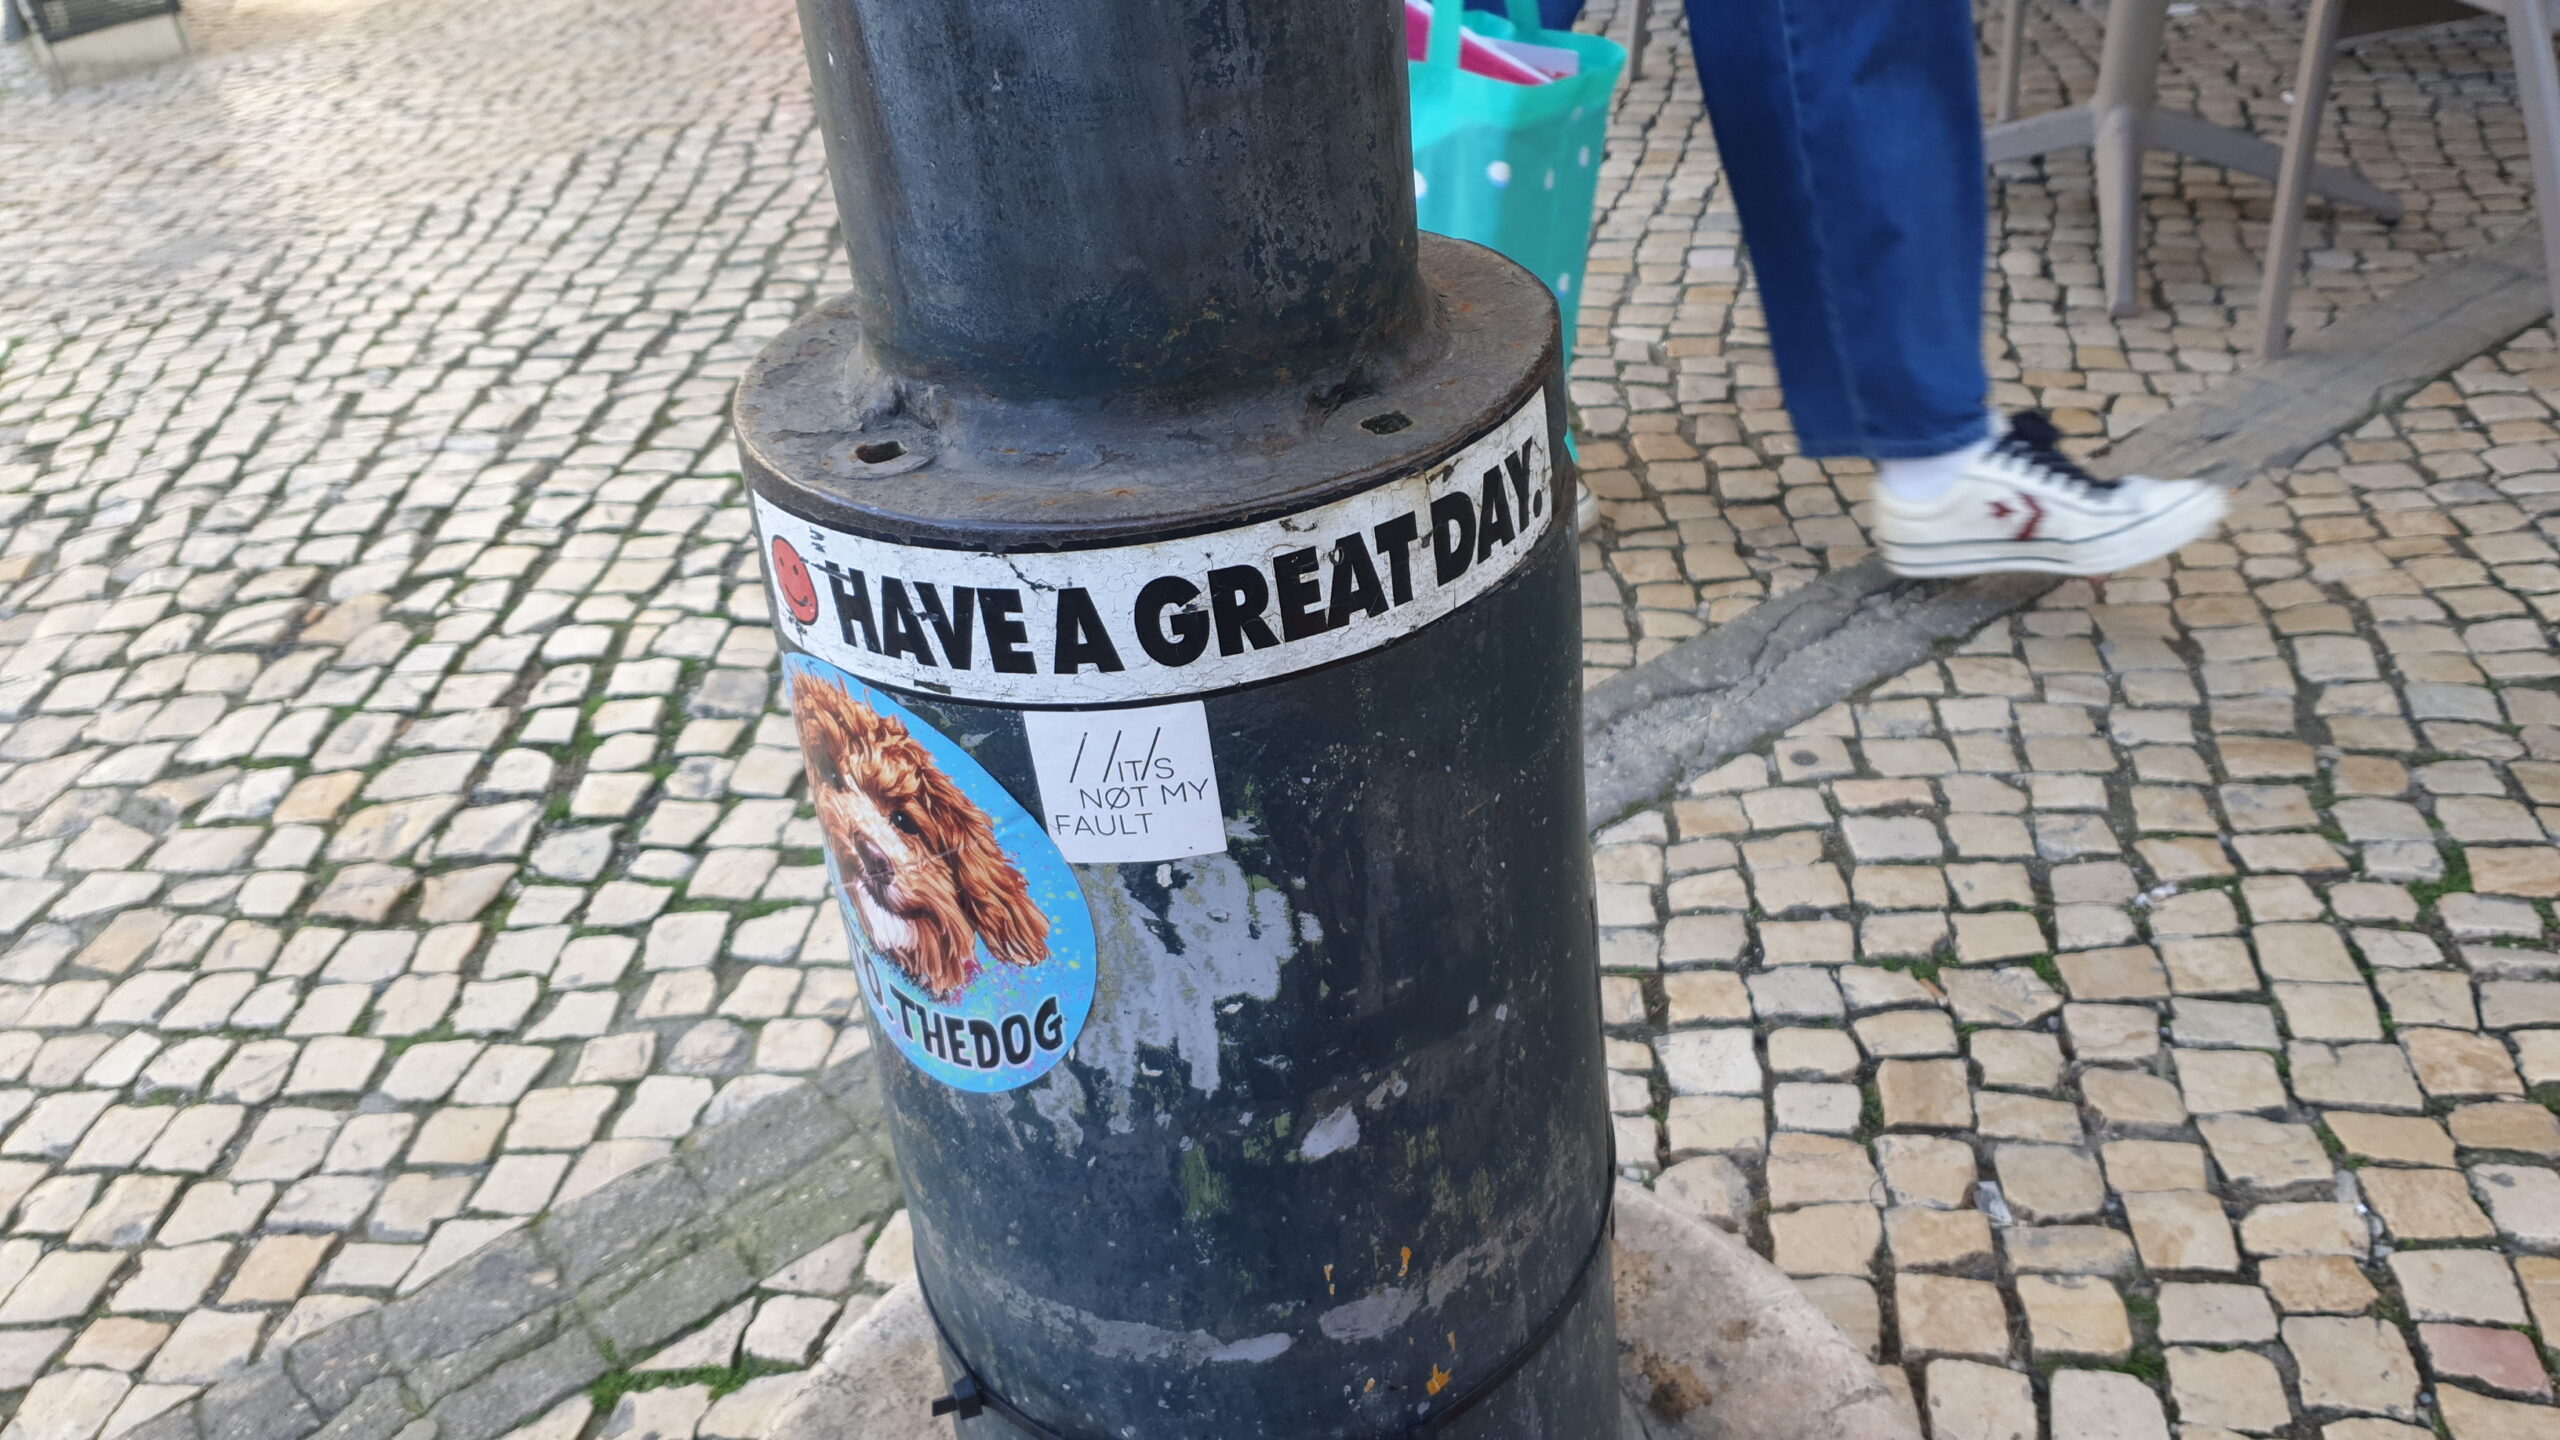 HAVE A GREAT DAY.
//IT/S
NØT MY
FAULT
O.THEDOG